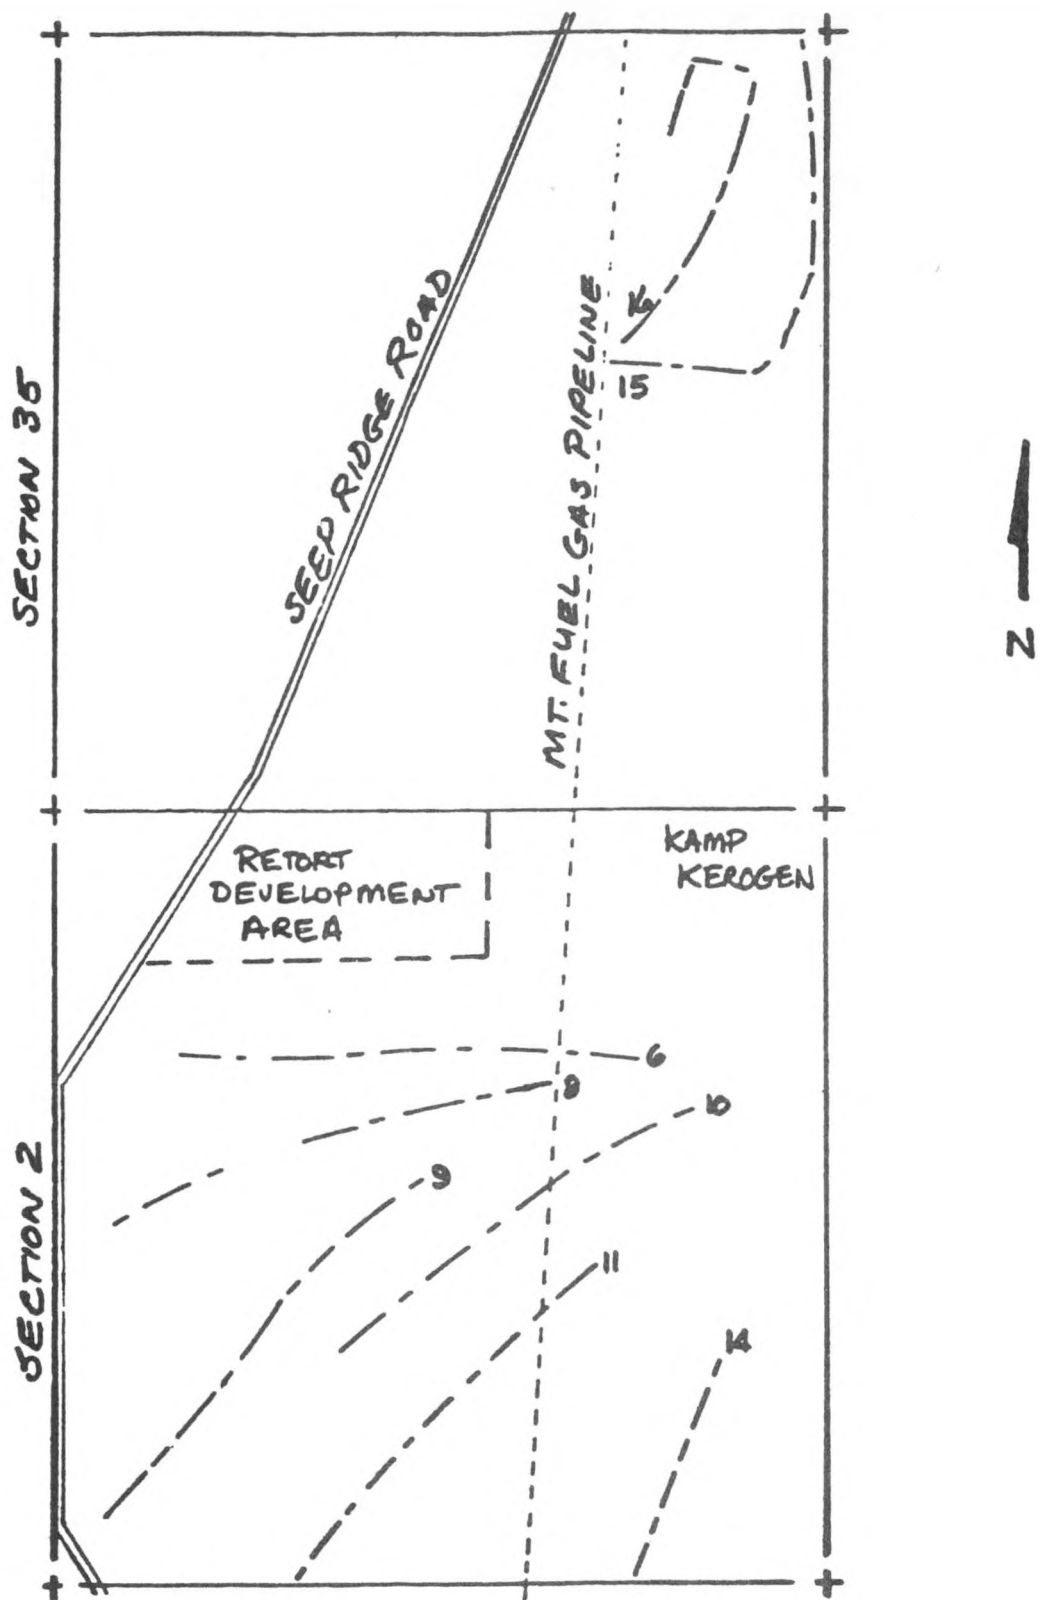 SECTION 35
SEEP RIDGE ROAD
MT. FUEL GAS PIPELINE
16
15
N
KAMP
KEROGEN
RETORT
DEVELOPMENT
AREA
SECTION 2
6
8
10
9
11
14